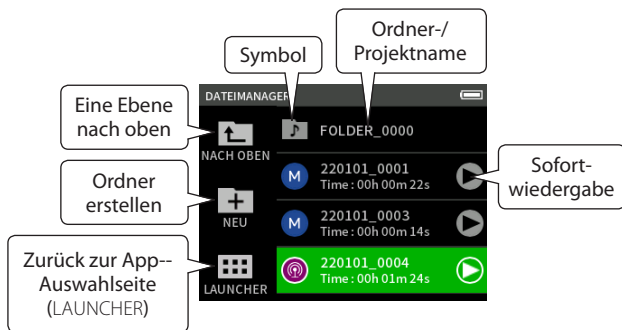 Ordner-/
Projektname
Symbol
Eine Ebene
nach oben
Ordner
erstellen
Zurück zur App--
Auswahlseite
(LAUNCHER)
DATEIMANAGER
NACH OBEN
NEU
LAUNCHER
FOLDER_0000
M
220101_0001
Time : 00h 00m 22s
M
220101_0003
Time : 00h 00m 14s
220101_0004
Time : 00h 01m 24s
Sofort-
wiedergabe